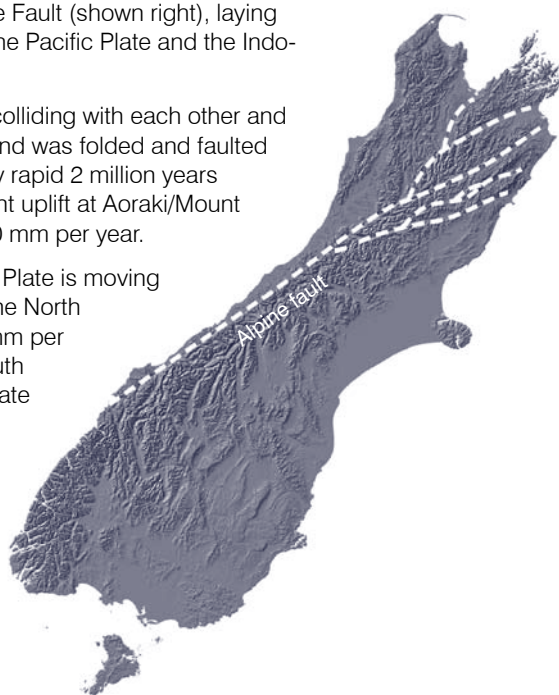 e Fault (shown right), laying
ne Pacific Plate and the Indo-
colliding with each other and
nd was folded and faulted
y rapid 2 million years
nt uplift at Aoraki/Mount
0 mm per year.
Plate is moving
ne North
nm per
uth
ate
Alpine fault